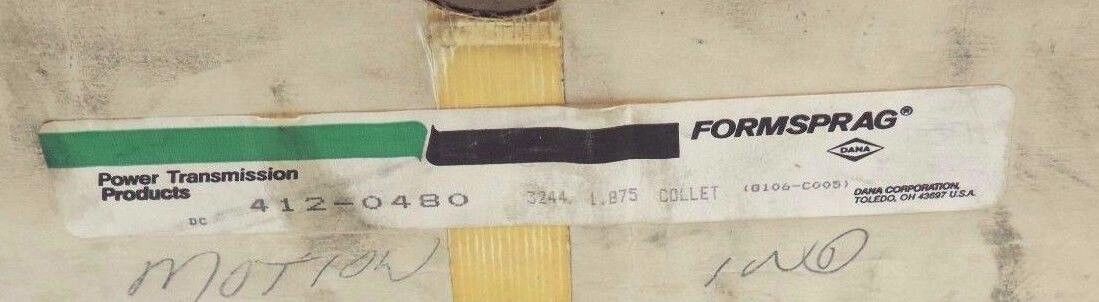 FORMSPRAG®
DANA
Power Transmission
Products
DC 412-0480 3244, 1.875 COLLET (8106-C005)
DANA CORPORATION,
TOLEDO, OH 43697 U.S.A.
MOTION IND